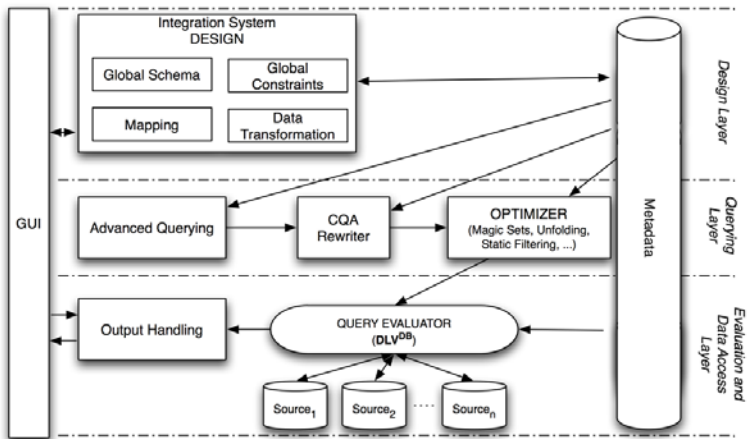 Integration System
DESIGN
Global Schema
Global
Constraints
Mapping
Data
Transformation
Design Layer
GUI
Advanced Querying
CQA
Rewriter
OPTIMIZER
(Magic Sets, Unfolding,
Static Filtering, ...)
Metadata
Querying
Layer
Output Handling
QUERY EVALUATOR
(DLVDB)
Source1
Source2
.....
Sourcen
Evaluation and
Data Access
Layer